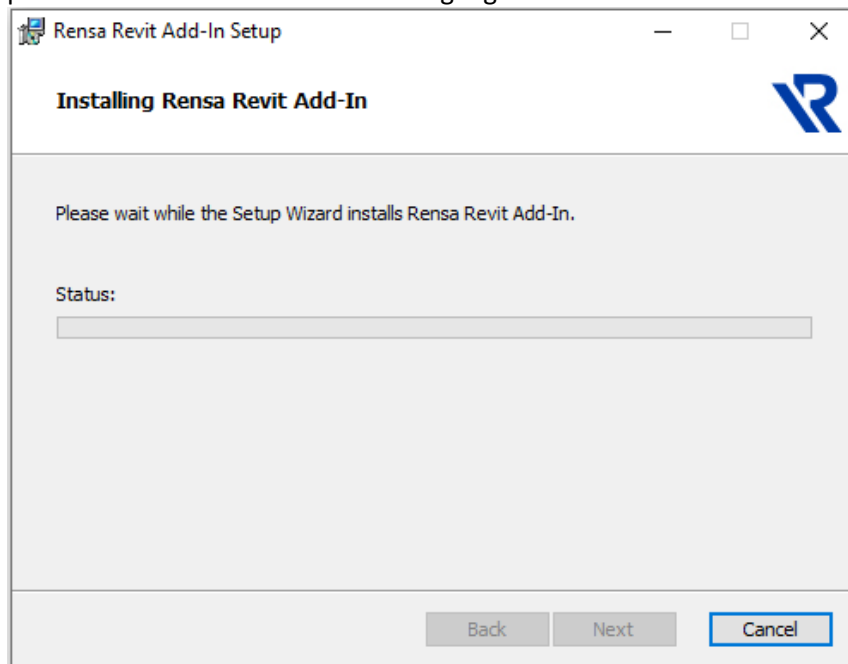 Rensa Revit Add-In Setup
Installing Rensa Revit Add-In
Please wait while the Setup Wizard installs Rensa Revit Add-In.
Status:
Back Next Cancel